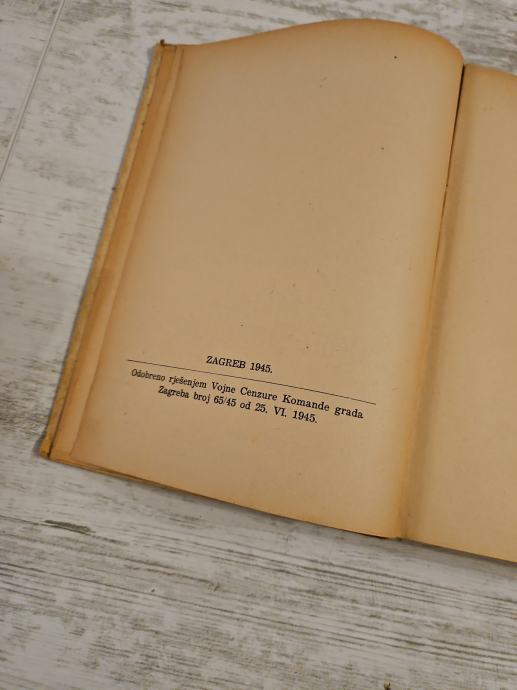 ZAGREB 1945.
Odobreno rješenjem Vojne Cenzure Komande grada
Zagreba broj 65/45 od 25. VI. 1945.